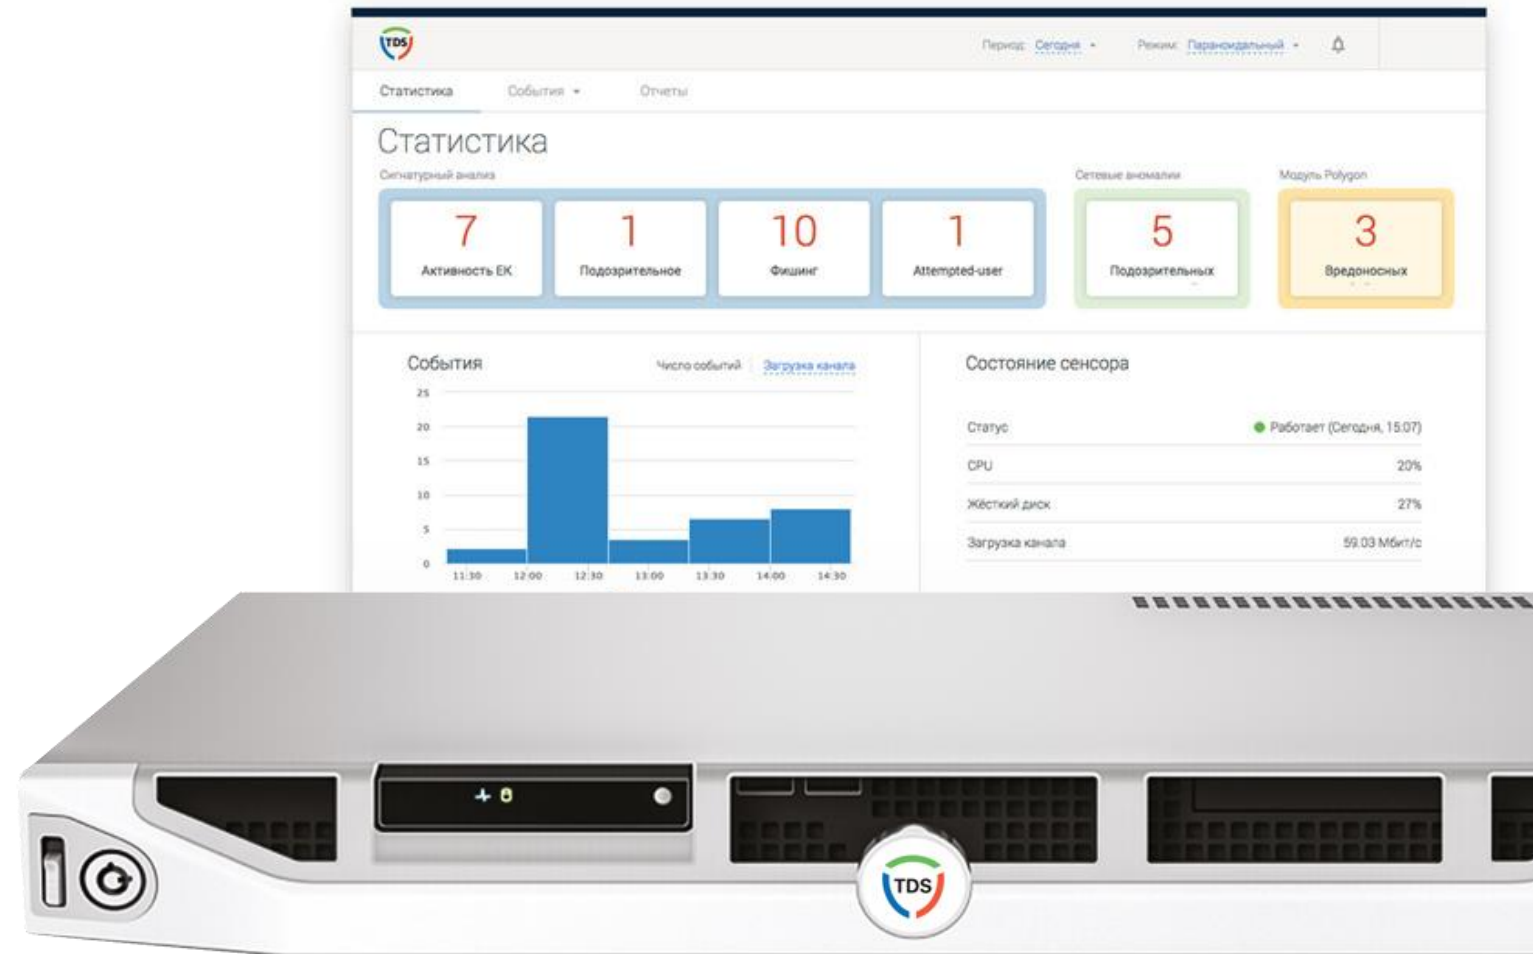 TDS
Период: Сегодня
Режим: Параноидальный
Статистика
События
Отчеты
Статистика
Сигнатурный анализ
Сетевые аномалии
Модуль Polygon
7
1
10
1
5
3
Активность ЕК
Подозрительное
Фишинг
Attempted-user
Подозрительных
Вредоносных
События
Число событий
Загрузка канала
25
20
15
10
5
0
11:30
12:00
12:30
13:00
13:30
14:00
14:30
Состояние сенсора
Статус
Работает (Сегодня, 15:07)
CPU
20%
Жёсткий диск
27%
Загрузка канала
59.03 Мбит/с
TDS